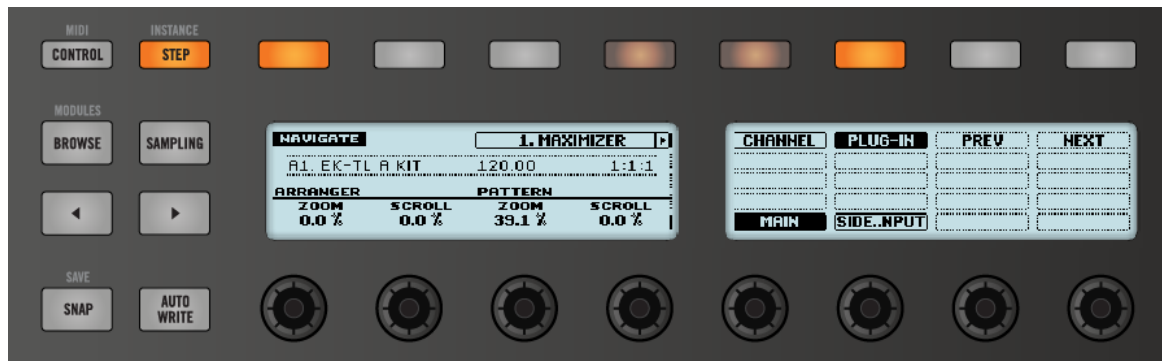 MIDI INSTANCE
CONTROL STEP
MODULES
BROWSE SAMPLING
SAVE
SNAP AUTO WRITE
NAVIGATE 1. MAXIMIZER
A1. EK-TL A KIT 120.00 1:1:1
ARRANGER PATTERN
ZOOM SCROLL ZOOM SCROLL
0.0 % 0.0 % 39.1 % 0.0 %
CHANNEL PLUG-IN PREV NEXT
MAIN SIDE..NPUT